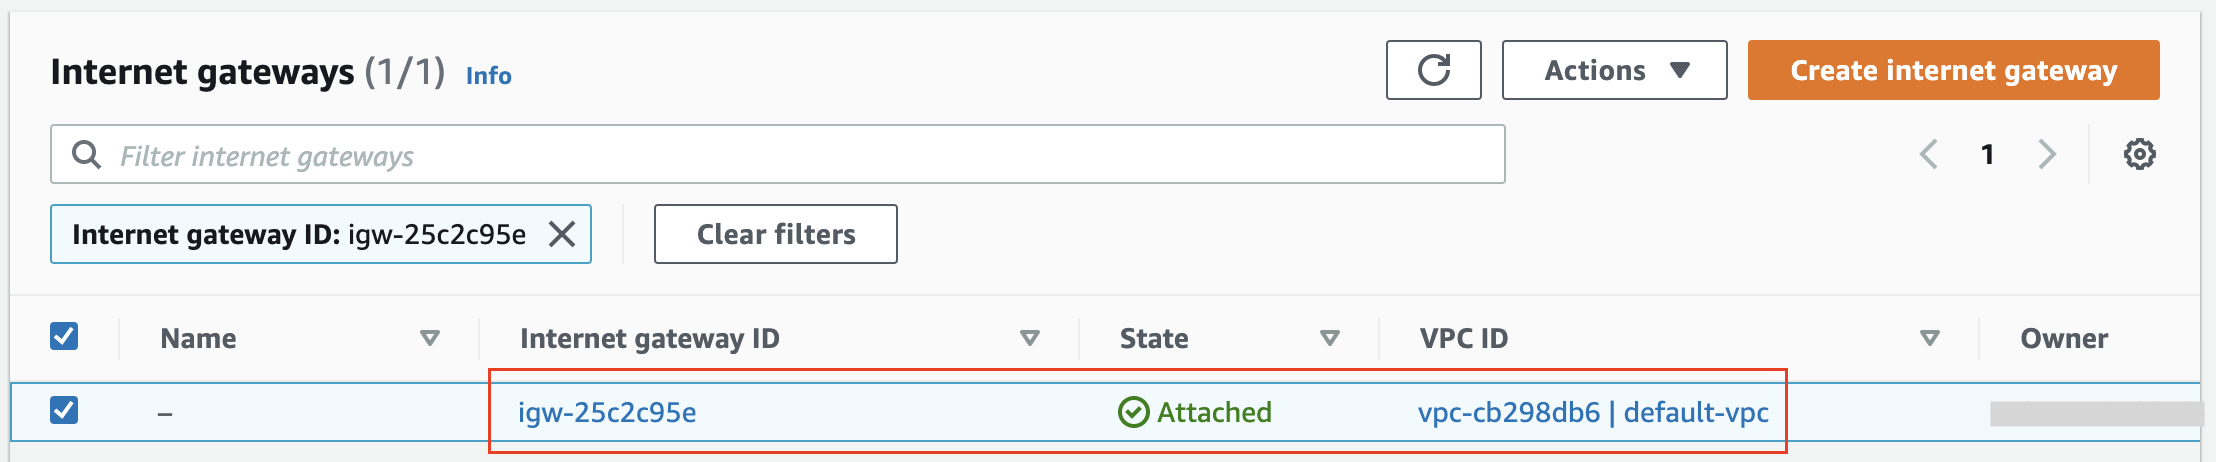 Internet gateways (1/1) Info
Actions
Create internet gateway
Filter internet gateways
1
Internet gateway ID: igw-25c2c95e
Clear filters
Name Internet gateway ID State VPC ID Owner
– igw-25c2c95e Attached vpc-cb298db6 | default-vpc